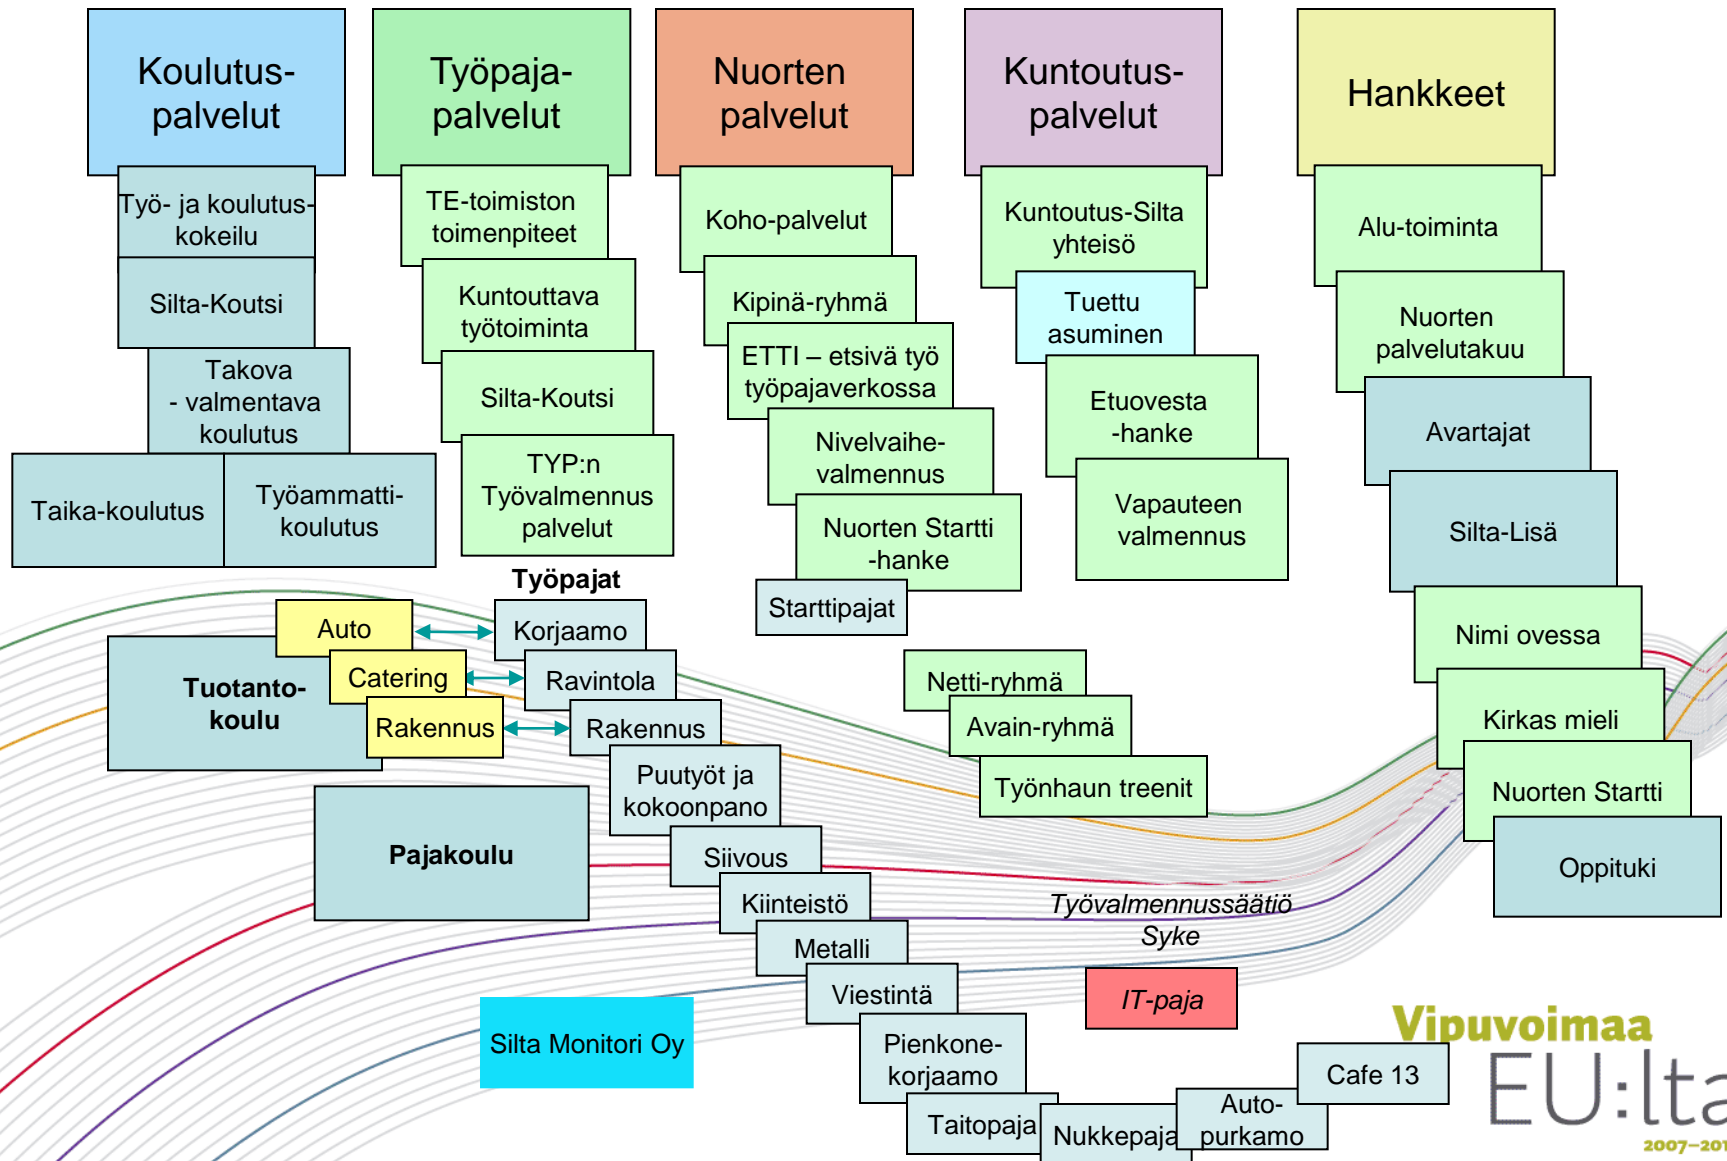 Koulutus-
palvelut
Työpaja-
palvelut
Nuorten
palvelut
Kuntoutus-
palvelut
Hankkeet
Työ- ja koulutus-
kokeilu
Silta-Koutsi
Takova
- valmentava
koulutus
Taika-koulutus
Työammatti-
koulutus
TE-toimiston
toimenpiteet
Kuntouttava
työtoiminta
Silta-Koutsi
TYP:n
Työvalmennus
palvelut
Koho-palvelut
Kipinä-ryhmä
ETTI – etsivä työ
työpajaverkossa
Nivelvaihe-
valmennus
Nuorten Startti
-hanke
Starttipajat
Kuntoutus-Silta
yhteisö
Tuettu
asuminen
Etuovesta
-hanke
Vapauteen
valmennus
Alu-toiminta
Nuorten
palvelutakuu
Avartajat
Silta-Lisä
Nimi ovessa
Kirkas mieli
Nuorten Startti
Oppituki
Työpajat
Tuotanto-
koulu
Auto
Catering
Rakennus
Korjaamo
Ravintola
Rakennus
Puutyöt ja
kokoonpano
Siivous
Kiinteistö
Metalli
Viestintä
Pienkone-
korjaamo
Taitopaja
Nukkepaja
Auto-
purkamo
Cafe 13
Pajakoulu
Silta Monitori Oy
Netti-ryhmä
Avain-ryhmä
Työnhaun treenit
Työvalmennussäätiö
Syke
IT-paja
Vipuvoimaa
EU:lta
2007–201